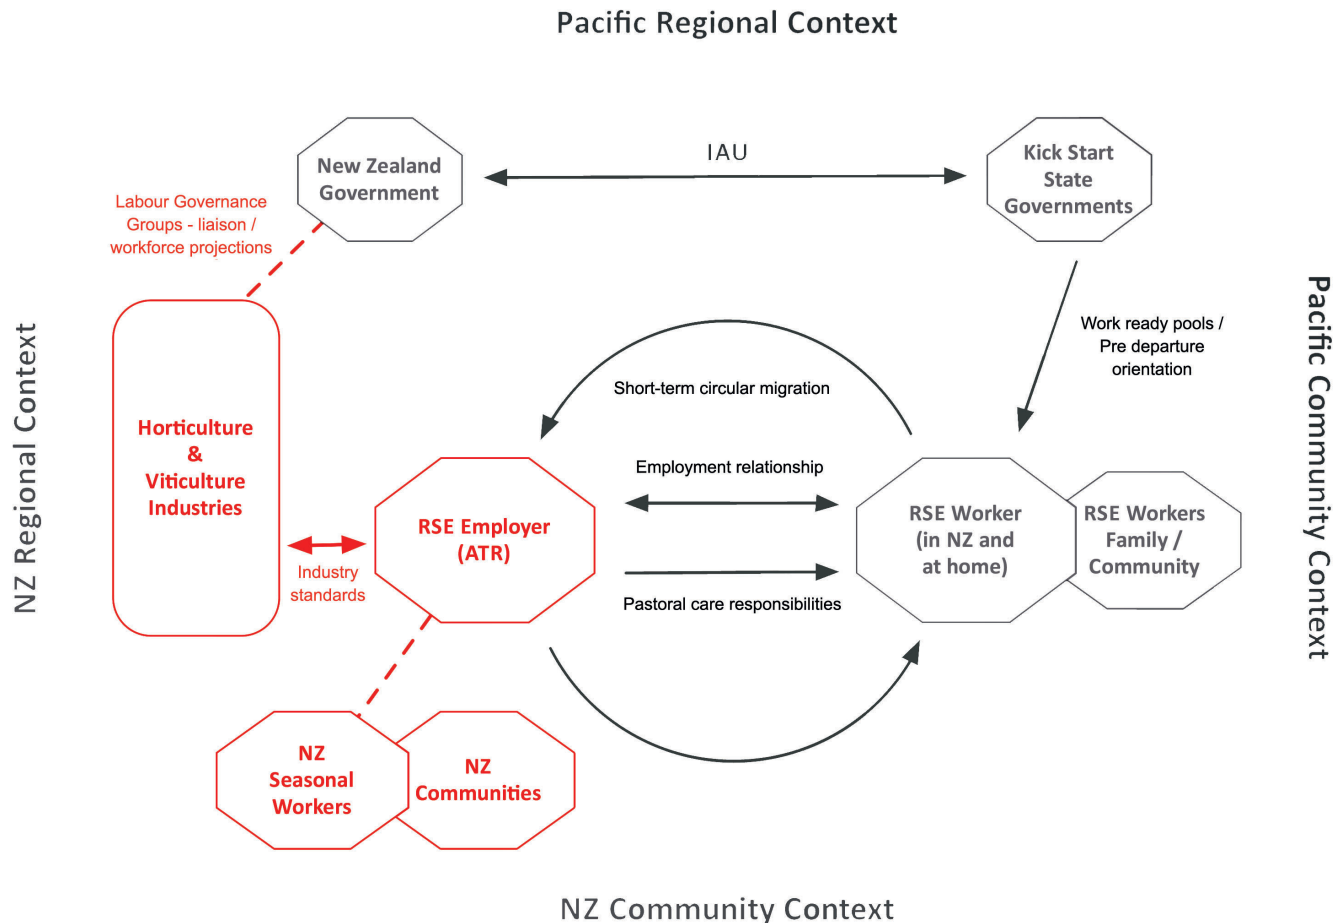 Pacific Regional Context
New Zealand
Government
IAU
Kick Start
State
Governments
Labour Governance
Groups - liaison /
workforce projections
NZ Regional Context
Pacific Community Context
Work ready pools /
Pre departure
orientation
Short-term circular migration
Horticulture
&
Viticulture
Industries
Employment relationship
RSE Employer
(ATR)
RSE Worker
(in NZ and
at home)
RSE Workers
Family /
Community
Industry
standards
Pastoral care responsibilities
NZ
Seasonal
Workers
NZ
Communities
NZ Community Context